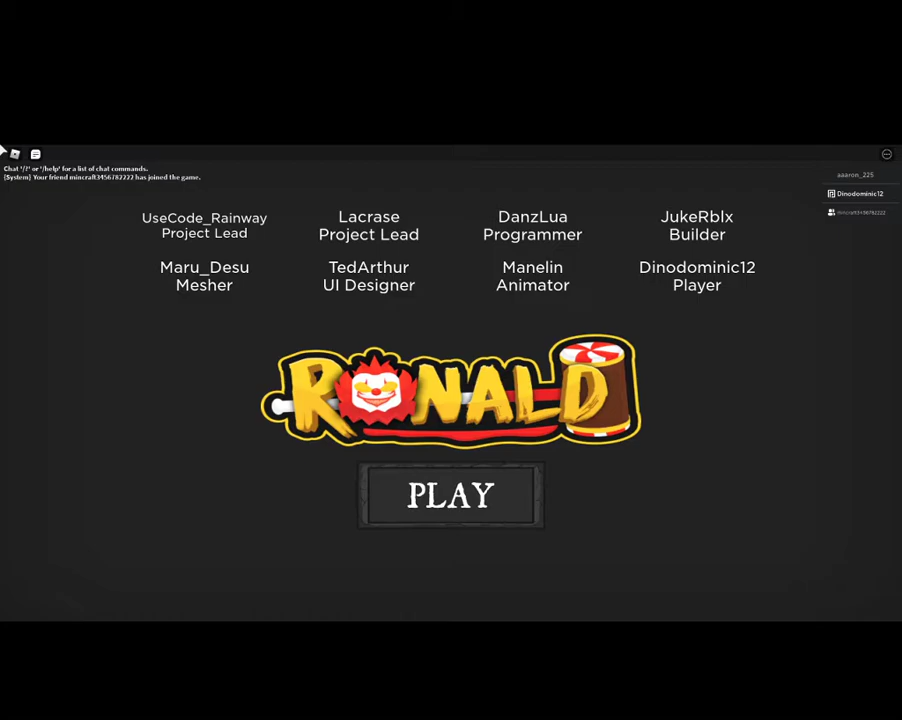 Chat '/?' or '/help' for a list of chat commands.
{System} Your friend mincraft3456782222 has joined the game.
aaaron_225
Dinodominic12
mincraft3456782222
UseCode_Rainway
Project Lead
Lacrase
Project Lead
DanzLua
Programmer
JukeRblx
Builder
Maru_Desu
Mesher
TedArthur
UI Designer
Manelin
Animator
Dinodominic12
Player
RONALD
PLAY